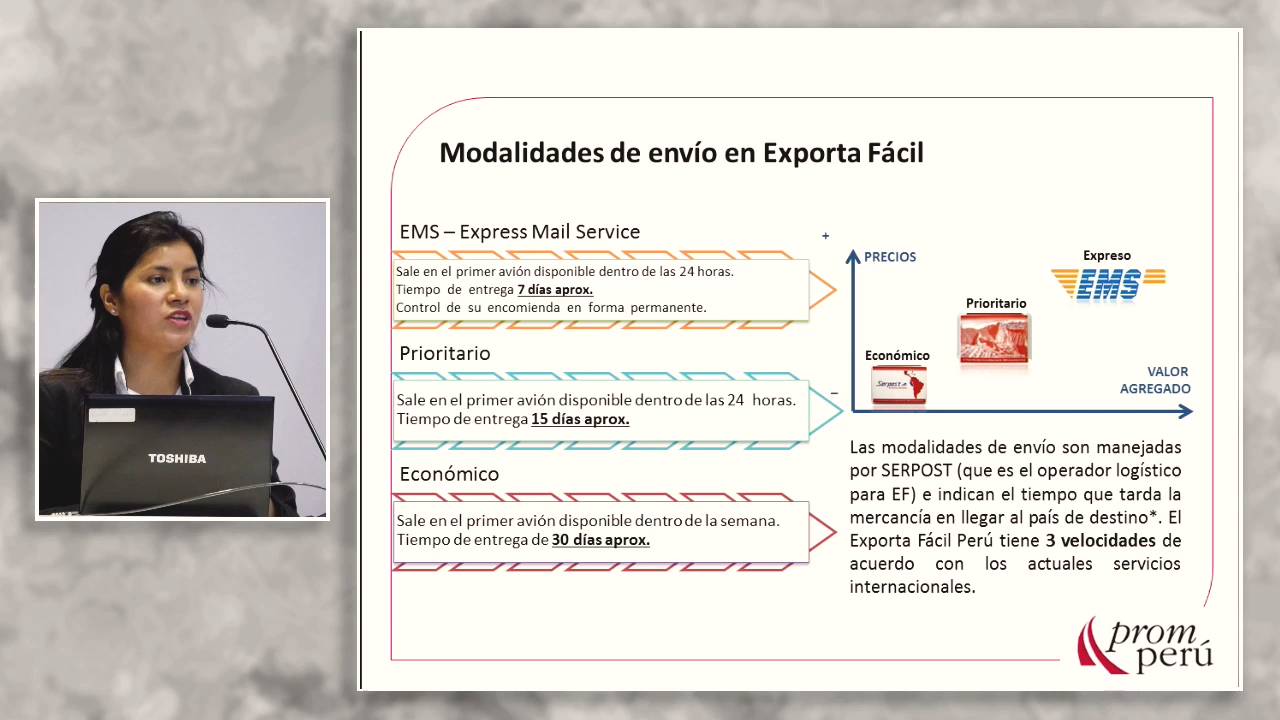 Modalidades de envío en Exporta Fácil
EMS – Express Mail Service
Sale en el primer avión disponible dentro de las 24 horas.
Tiempo de entrega 7 días aprox.
Control de su encomienda en forma permanente.
Prioritario
Sale en el primer avión disponible dentro de las 24 horas.
Tiempo de entrega 15 días aprox.
Económico
Sale en el primer avión disponible dentro de la semana.
Tiempo de entrega de 30 días aprox.
+
PRECIOS
Expreso
EMS
Prioritario
Económico
Serpost
–
VALOR
AGREGADO
Las modalidades de envío son manejadas
por SERPOST (que es el operador logístico
para EF) e indican el tiempo que tarda la
mercancía en llegar al país de destino*. El
Exporta Fácil Perú tiene 3 velocidades de
acuerdo con los actuales servicios
internacionales.
prom
perú
TOSHIBA